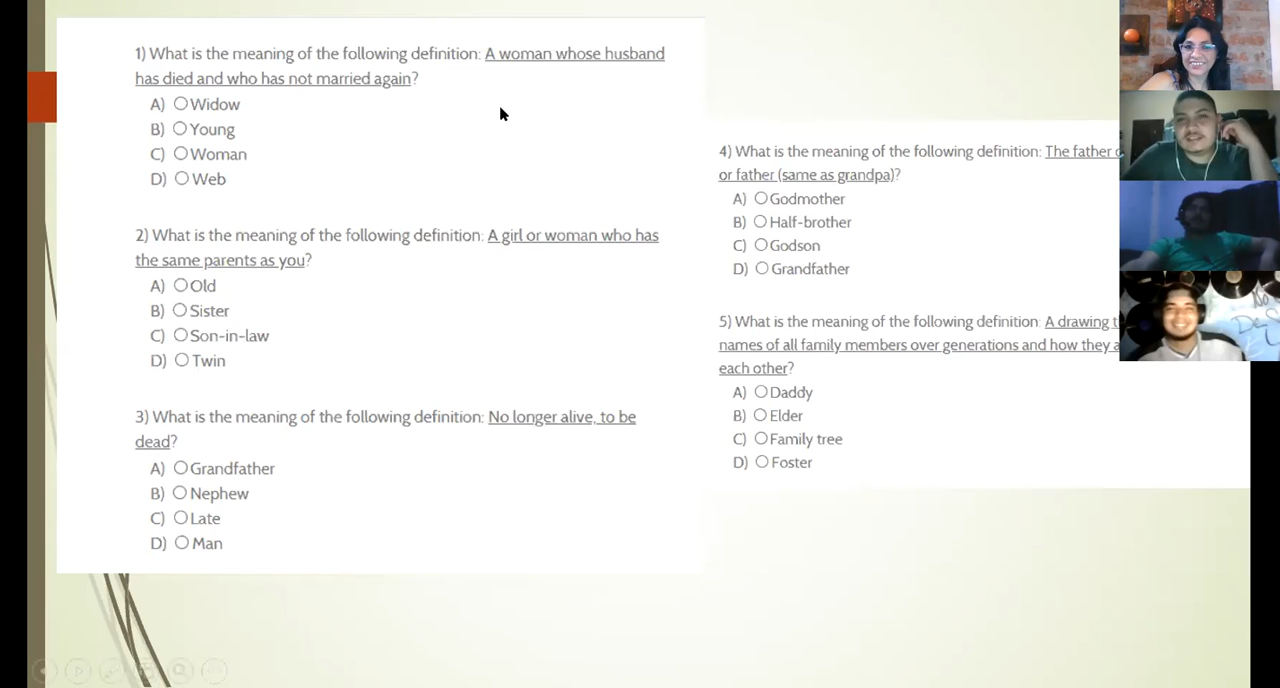 1) What is the meaning of the following definition: A woman whose husband
has died and who has not married again?
A) Widow
B) Young
C) Woman
D) Web
2) What is the meaning of the following definition: A girl or woman who has
the same parents as you?
A) Old
B) Sister
C) Son-in-law
D) Twin
3) What is the meaning of the following definition: No longer alive, to be
dead?
A) Grandfather
B) Nephew
C) Late
D) Man
4) What is the meaning of the following definition: The father
or father (same as grandpa)?
A) Godmother
B) Half-brother
C) Godson
D) Grandfather
5) What is the meaning of the following definition: A drawing
names of all family members over generations and how they
each other?
A) Daddy
B) Elder
C) Family tree
D) Foster
No